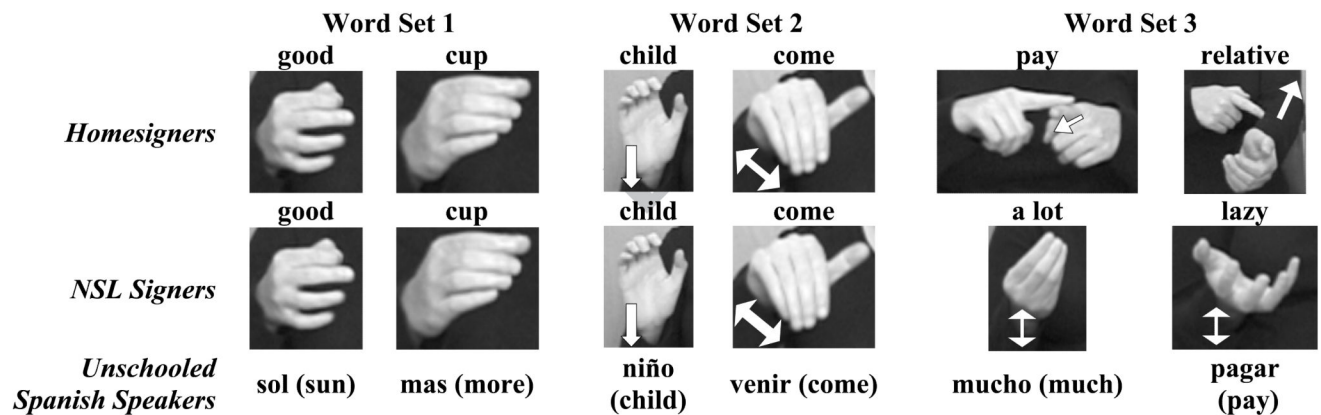 Word Set 1 Word Set 2 Word Set 3
good cup child come pay relative
Homesigners
good cup child come a lot lazy
NSL Signers
Unschooled
Spanish Speakers
sol (sun) mas (more) niño
(child) venir (come) mucho (much) pagar
(pay)